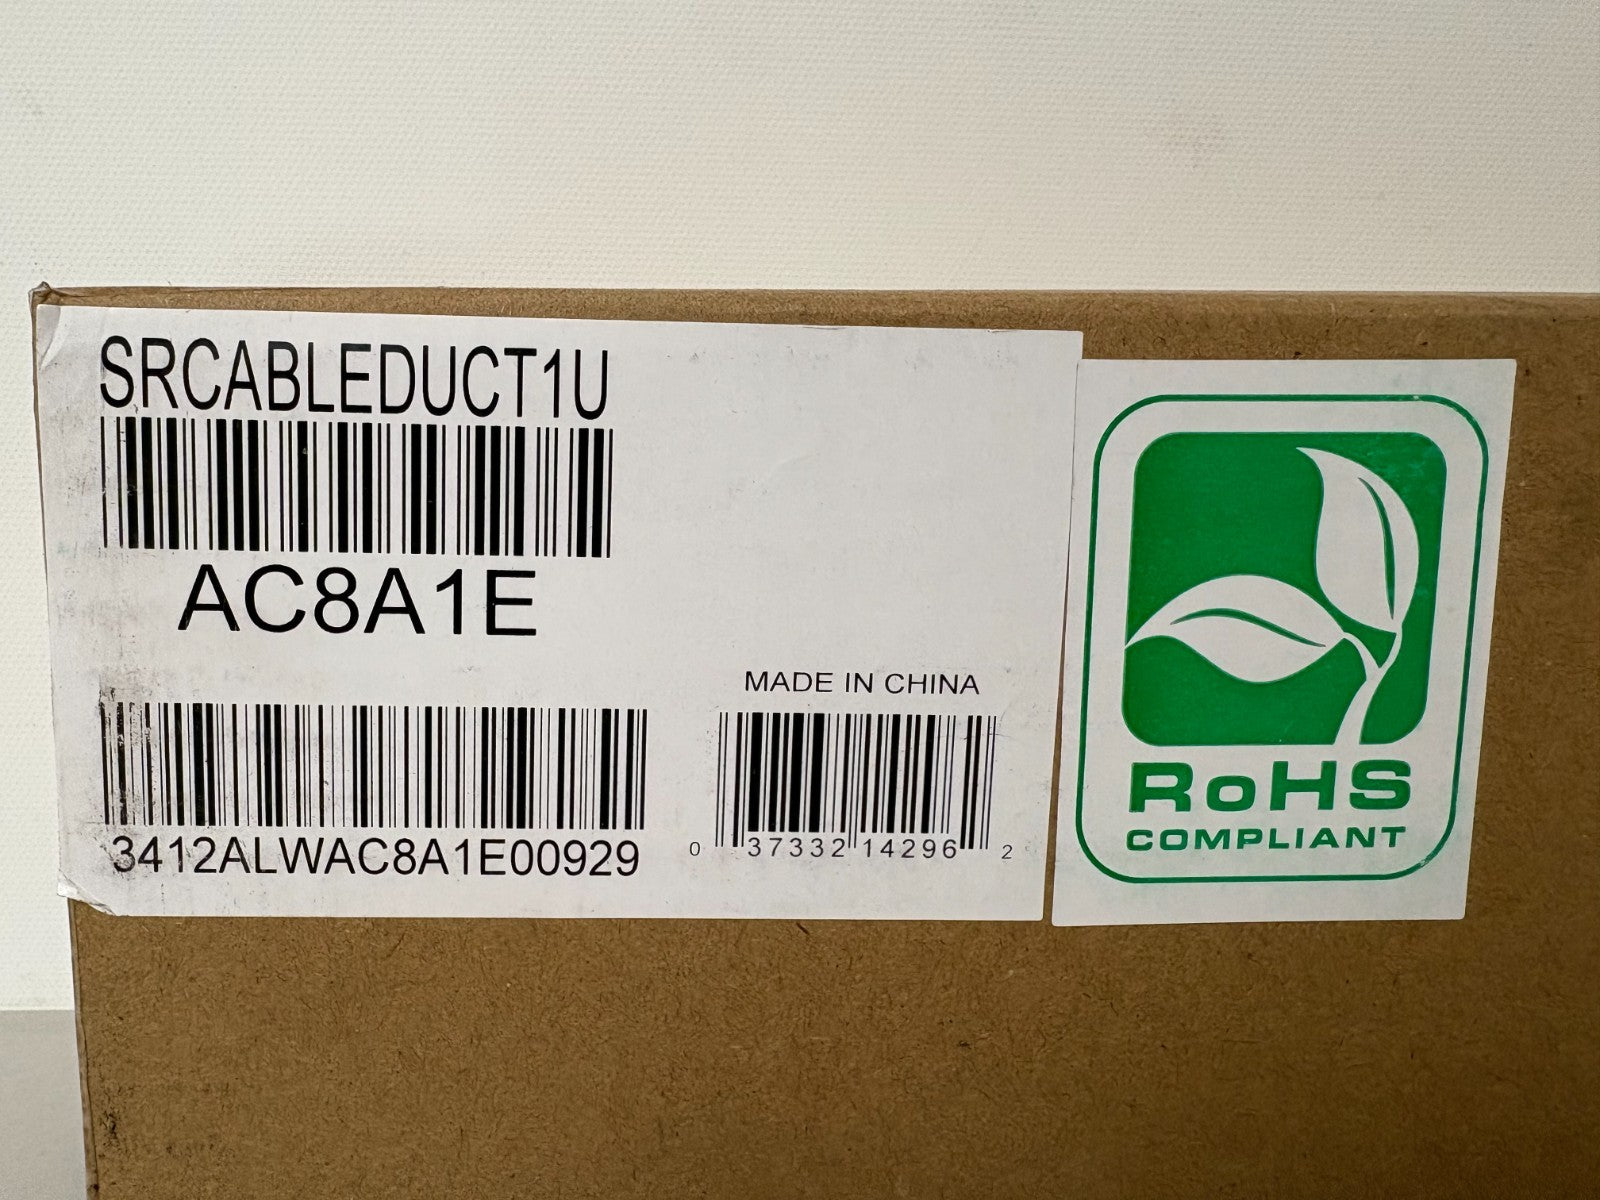 SRCABLEDUCT1U
AC8A1E
MADE IN CHINA
3412ALWAC8A1E00929
0 37332 14296 2
RoHS
COMPLIANT